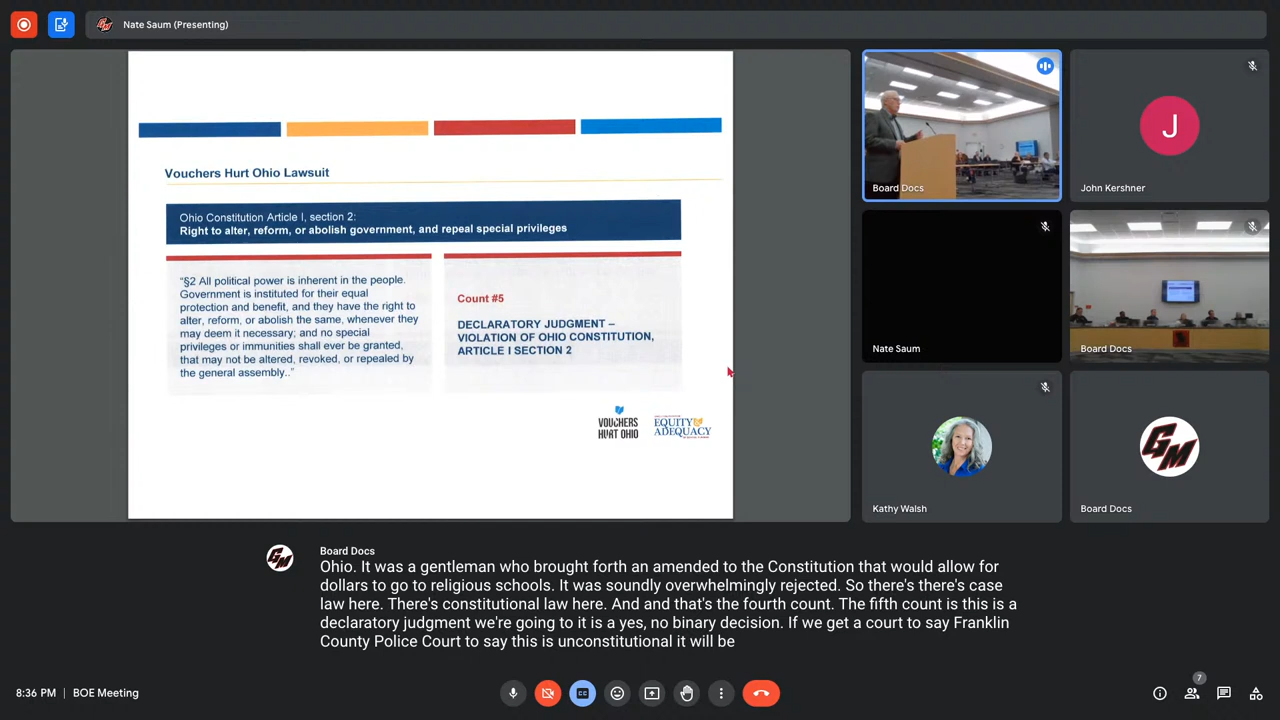 Nate Saum (Presenting)
Vouchers Hurt Ohio Lawsuit
Ohio Constitution Article I, section 2:
Right to alter, reform, or abolish government, and repeal special privileges
"§2 All political power is inherent in the people.
Government is instituted for their equal
protection and benefit, and they have the right to
alter, reform, or abolish the same, whenever they
may deem it necessary; and no special
privileges or immunities shall ever be granted,
that may not be altered, revoked, or repealed by
the general assembly.."
Count #5
DECLARATORY JUDGMENT –
VIOLATION OF OHIO CONSTITUTION,
ARTICLE I SECTION 2
VOUCHERS
HURT OHIO
EQUITY
ADEQUACY
Board Docs
J
John Kershner
Nate Saum
Board Docs
Kathy Walsh
GM
Board Docs
Board Docs
Ohio. It was a gentleman who brought forth an amended to the Constitution that would allow for
dollars to go to religious schools. It was soundly overwhelmingly rejected. So there's there's case
law here. There's constitutional law here. And and that's the fourth count. The fifth count is this is a
declaratory judgment we're going to it is a yes, no binary decision. If we get a court to say Franklin
County Police Court to say this is unconstitutional it will be
8:36 PM | BOE Meeting
CC
7